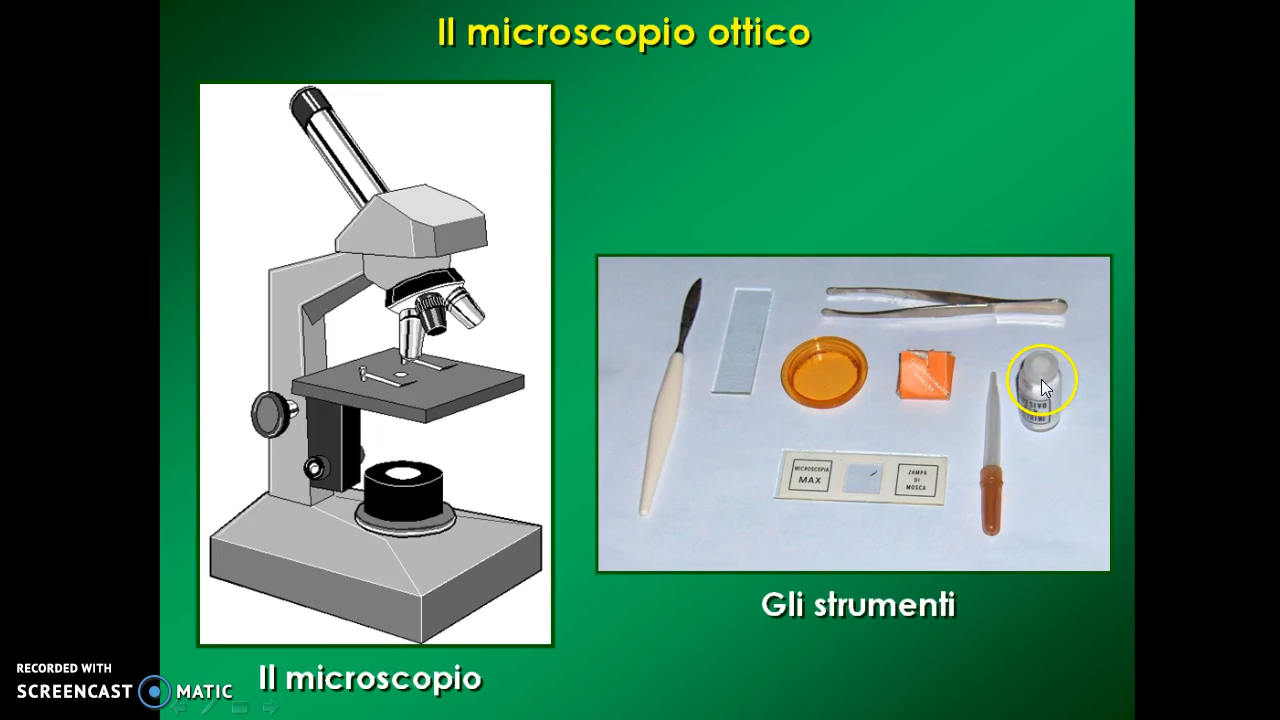 Il microscopio ottico
MICROSCOPIA
MAX
ZAMPA
DI
MOSCA
Gli strumenti
Il microscopio
RECORDED WITH
SCREENCAST MATIC